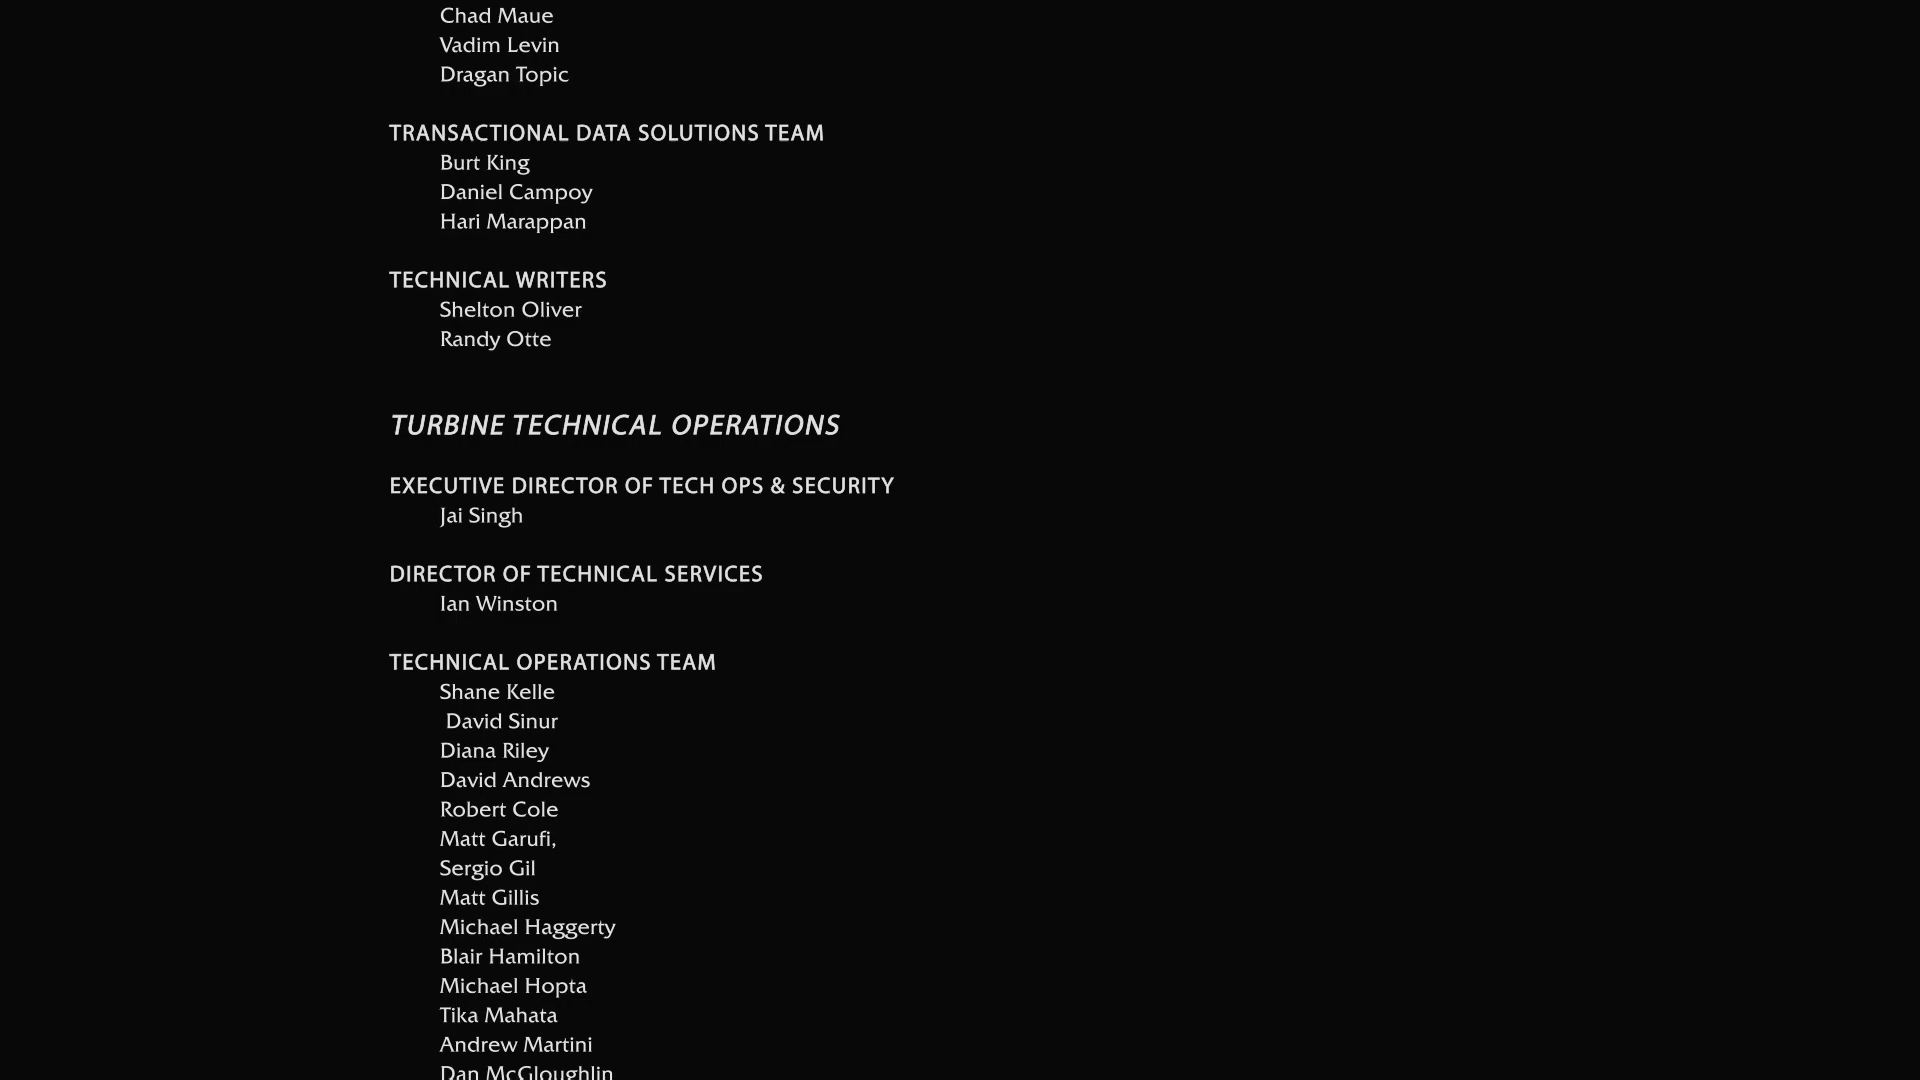 Chad Maue
Vadim Levin
Dragan Topic
TRANSACTIONAL DATA SOLUTIONS TEAM
Burt King
Daniel Campoy
Hari Marappan
TECHNICAL WRITERS
Shelton Oliver
Randy Otte
TURBINE TECHNICAL OPERATIONS
EXECUTIVE DIRECTOR OF TECH OPS & SECURITY
Jai Singh
DIRECTOR OF TECHNICAL SERVICES
Ian Winston
TECHNICAL OPERATIONS TEAM
Shane Kelle
David Sinur
Diana Riley
David Andrews
Robert Cole
Matt Garufi,
Sergio Gil
Matt Gillis
Michael Haggerty
Blair Hamilton
Michael Hopta
Tika Mahata
Andrew Martini
Dan McGloughlin